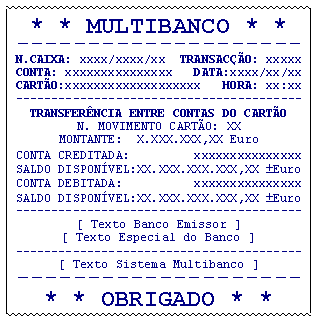 * * MULTIBANCO * *
N.CAIXA: xxxx/xxxx/xx TRANSACÇÃO: xxxxx
CONTA: xxxxxxxxxxxxxxx DATA:xxxx/xx/xx
CARTÃO:xxxxxxxxxxxxxxxxxxx HORA: xx:xx
TRANSFERÊNCIA ENTRE CONTAS DO CARTÃO
N. MOVIMENTO CARTÃO: XX
MONTANTE: X.XXX.XXX,XX Euro
CONTA CREDITADA: xxxxxxxxxxxxxxx
SALDO DISPONÍVEL:XX.XXX.XXX.XXX,XX ±Euro
CONTA DEBITADA: xxxxxxxxxxxxxxx
SALDO DISPONÍVEL:XX.XXX.XXX.XXX,XX ±Euro
[ Texto Banco Emissor ]
[ Texto Especial do Banco ]
[ Texto Sistema Multibanco ]
* * OBRIGADO * *